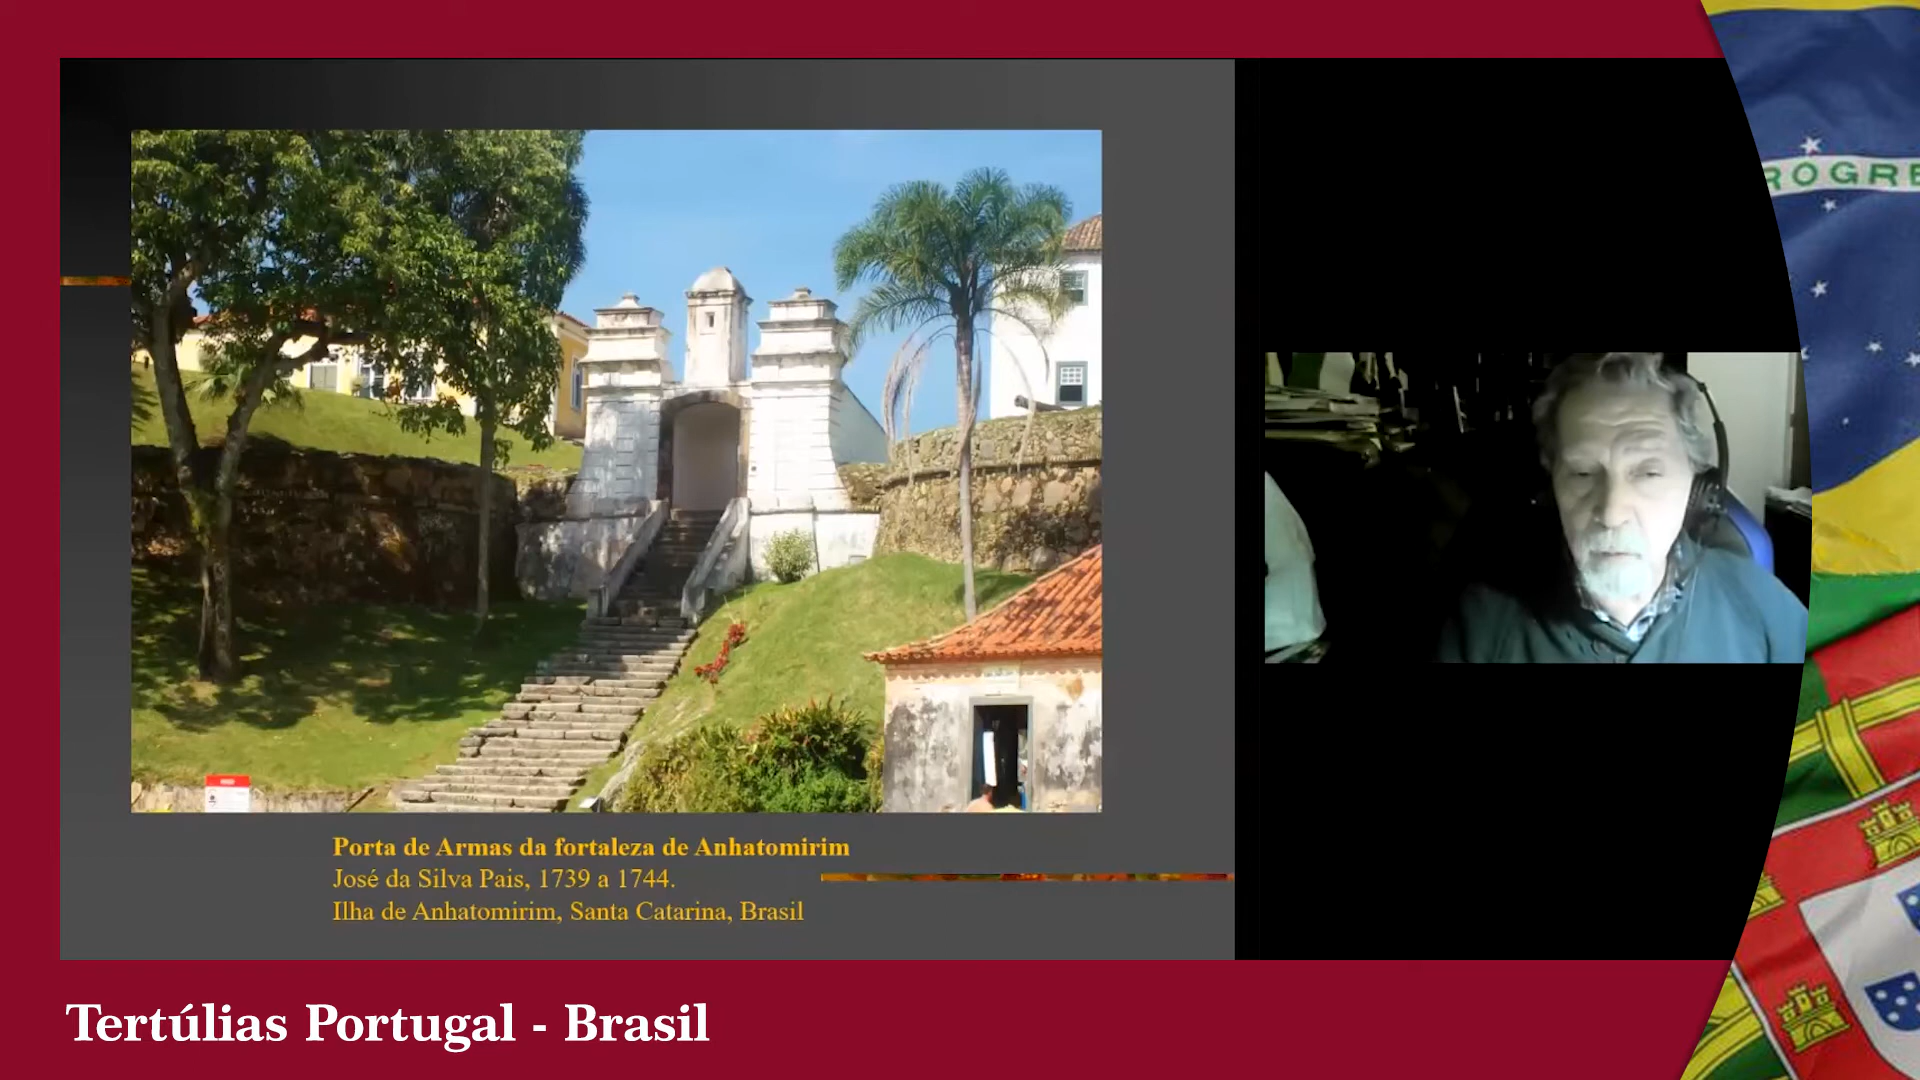 ROGRE
Porta de Armas da fortaleza de Anhatomirim
José da Silva Pais, 1739 a 1744.
Ilha de Anhatomirim, Santa Catarina, Brasil
Tertúlias Portugal - Brasil